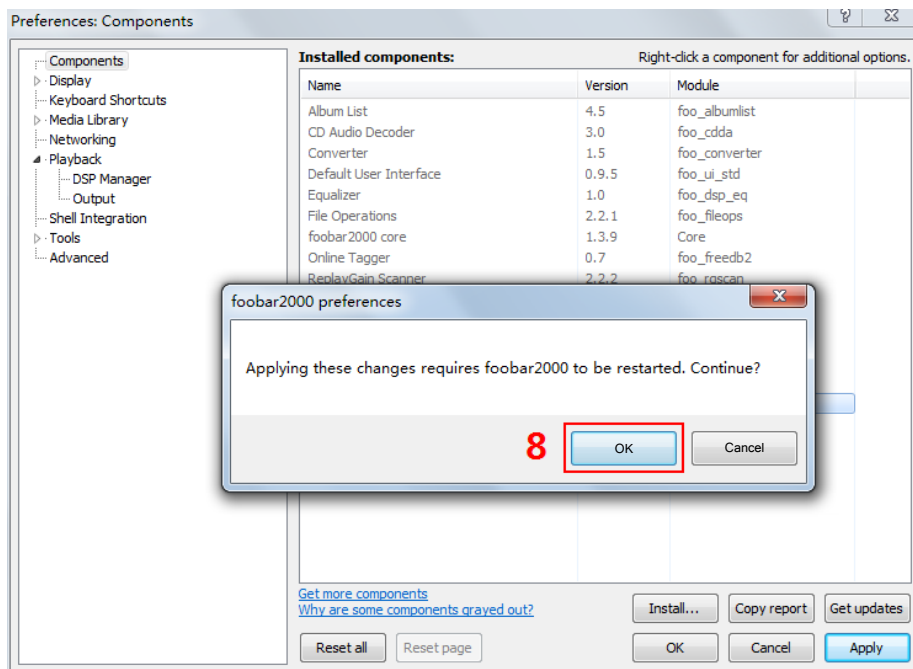 Preferences: Components
Components
Display
Keyboard Shortcuts
Media Library
Networking
Playback
DSP Manager
Output
Shell Integration
Tools
Advanced
Installed components: Right-click a component for additional options.
Name Version Module
Album List 4.5 foo_albumlist
CD Audio Decoder 3.0 foo_cdda
Converter 1.5 foo_converter
Default User Interface 0.9.5 foo_ui_std
Equalizer 1.0 foo_dsp_eq
File Operations 2.2.1 foo_fileops
foobar2000 core 1.3.9 Core
Online Tagger 0.7 foo_freedb2
ReplayGain Scanner 2.2.2 foo_rgscan
foobar2000 preferences
Applying these changes requires foobar2000 to be restarted. Continue?
8 OK Cancel
Get more components
Why are some components grayed out?
Install... Copy report Get updates
Reset all Reset page OK Cancel Apply